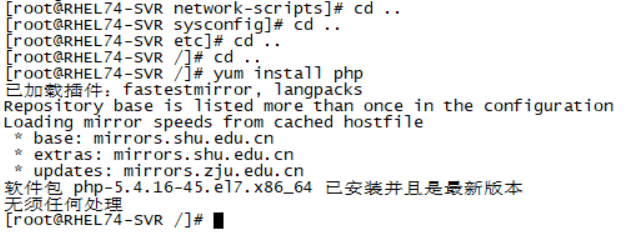 [root@RHEL74-SVR network-scripts]# cd ..
[root@RHEL74-SVR sysconfig]# cd ..
[root@RHEL74-SVR etc]# cd ..
[root@RHEL74-SVR /]# cd ..
[root@RHEL74-SVR /]# yum install php
已加载插件：fastestmirror, langpacks
Repository base is listed more than once in the configuration
Loading mirror speeds from cached hostfile
 * base: mirrors.shu.edu.cn
 * extras: mirrors.shu.edu.cn
 * updates: mirrors.zju.edu.cn
软件包 php-5.4.16-45.el7.x86_64 已安装并且是最新版本
无须任何处理
[root@RHEL74-SVR /]#